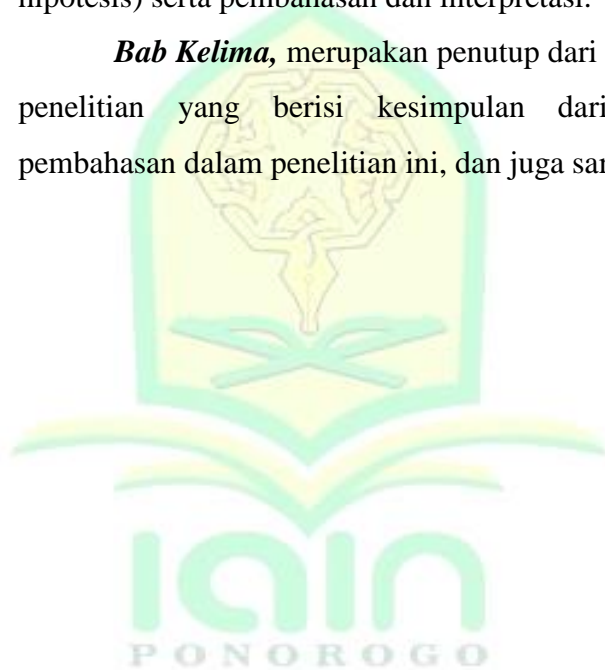 hipotesis) serta pembahasan dan interpretasi.
Bab Kelima, merupakan penutup dari
penelitian yang berisi kesimpulan dari
pembahasan dalam penelitian ini, dan juga
iain
PONOROGO